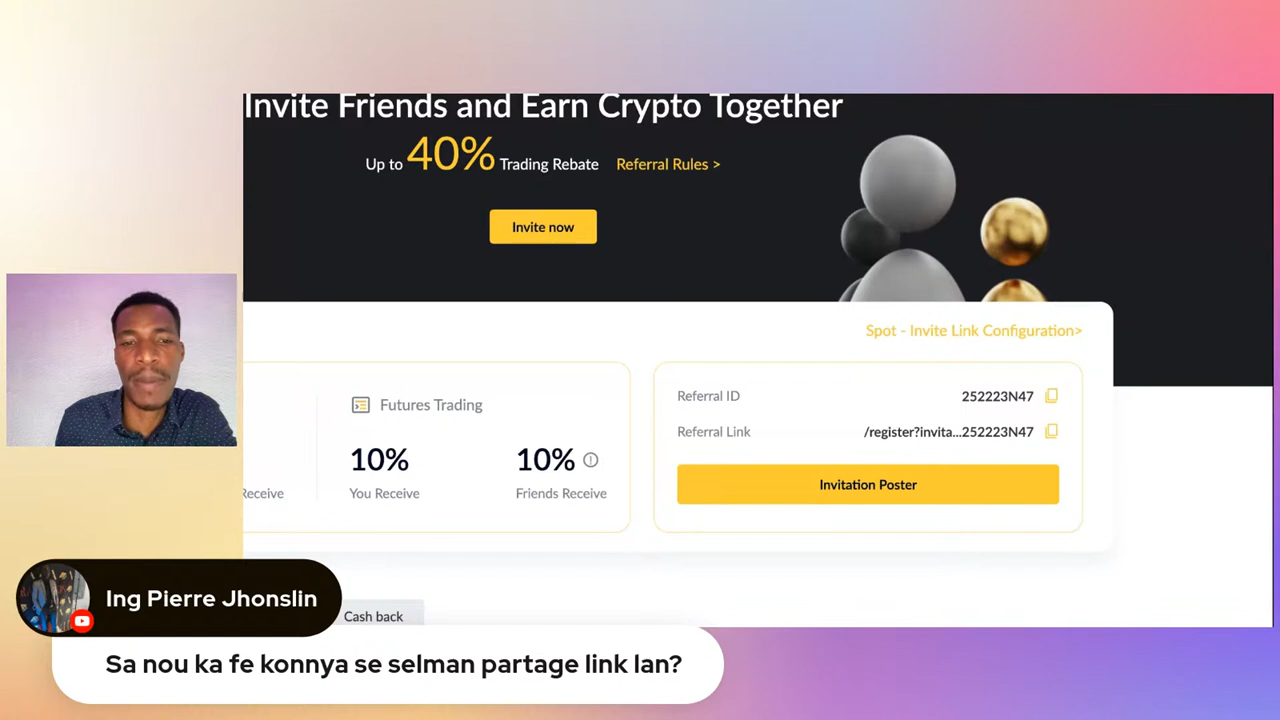 Invite Friends and Earn Crypto Together
Up to 40% Trading Rebate Referral Rules >
Invite now
Spot - Invite Link Configuration>
Futures Trading
10%
You Receive
10%
Friends Receive
Receive
Referral ID 252223N47
Referral Link /register?invita...252223N47
Invitation Poster
Cash back
Ing Pierre Jhonslin
Sa nou ka fe konnya se selman partage link lan?